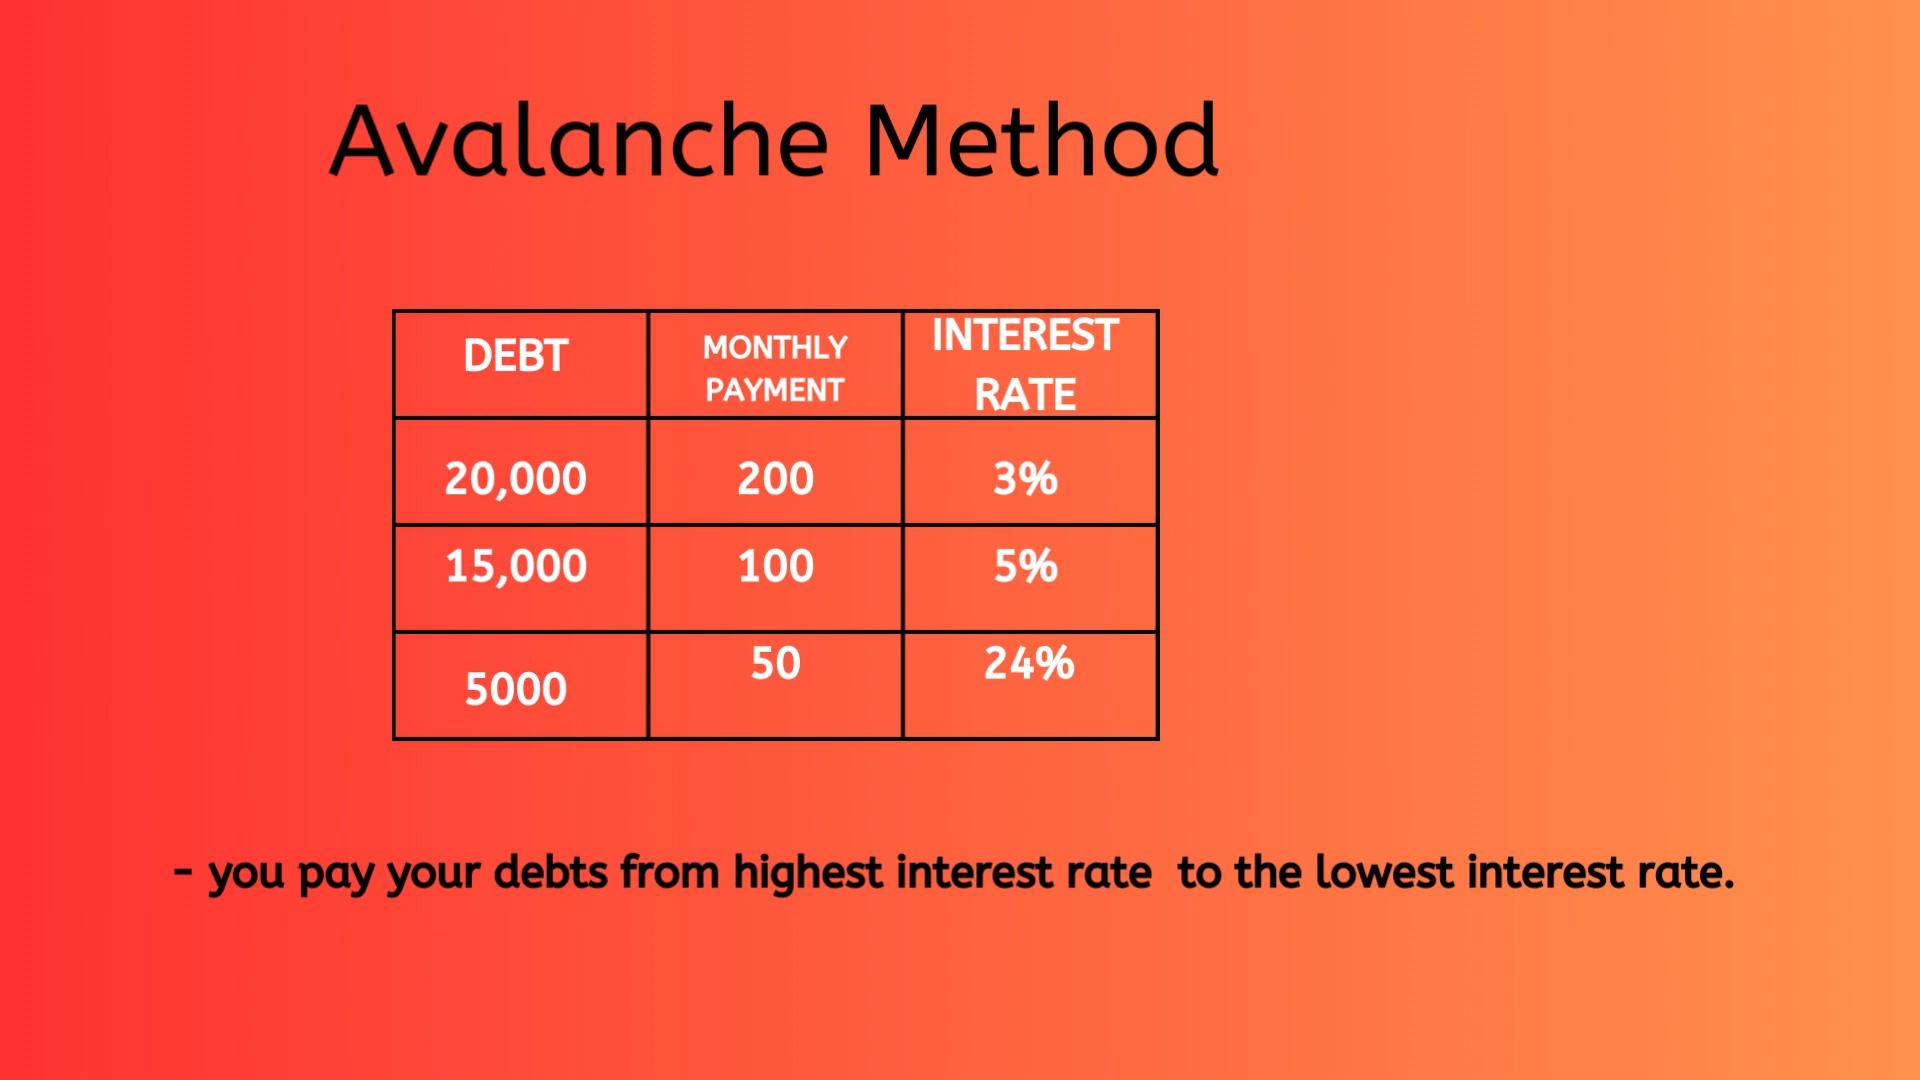 Avalanche Method
DEBT
MONTHLY
PAYMENT
INTEREST
RATE
20,000
200
3%
15,000
100
5%
5000
50
24%
- you pay your debts from highest interest rate  to the lowest interest rate.